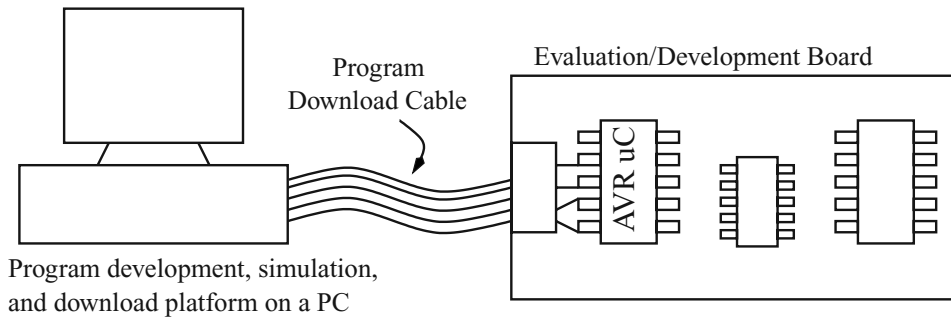 Program
Download Cable
Evaluation/Development Board
AVR uC
Program development, simulation,
and download platform on a PC